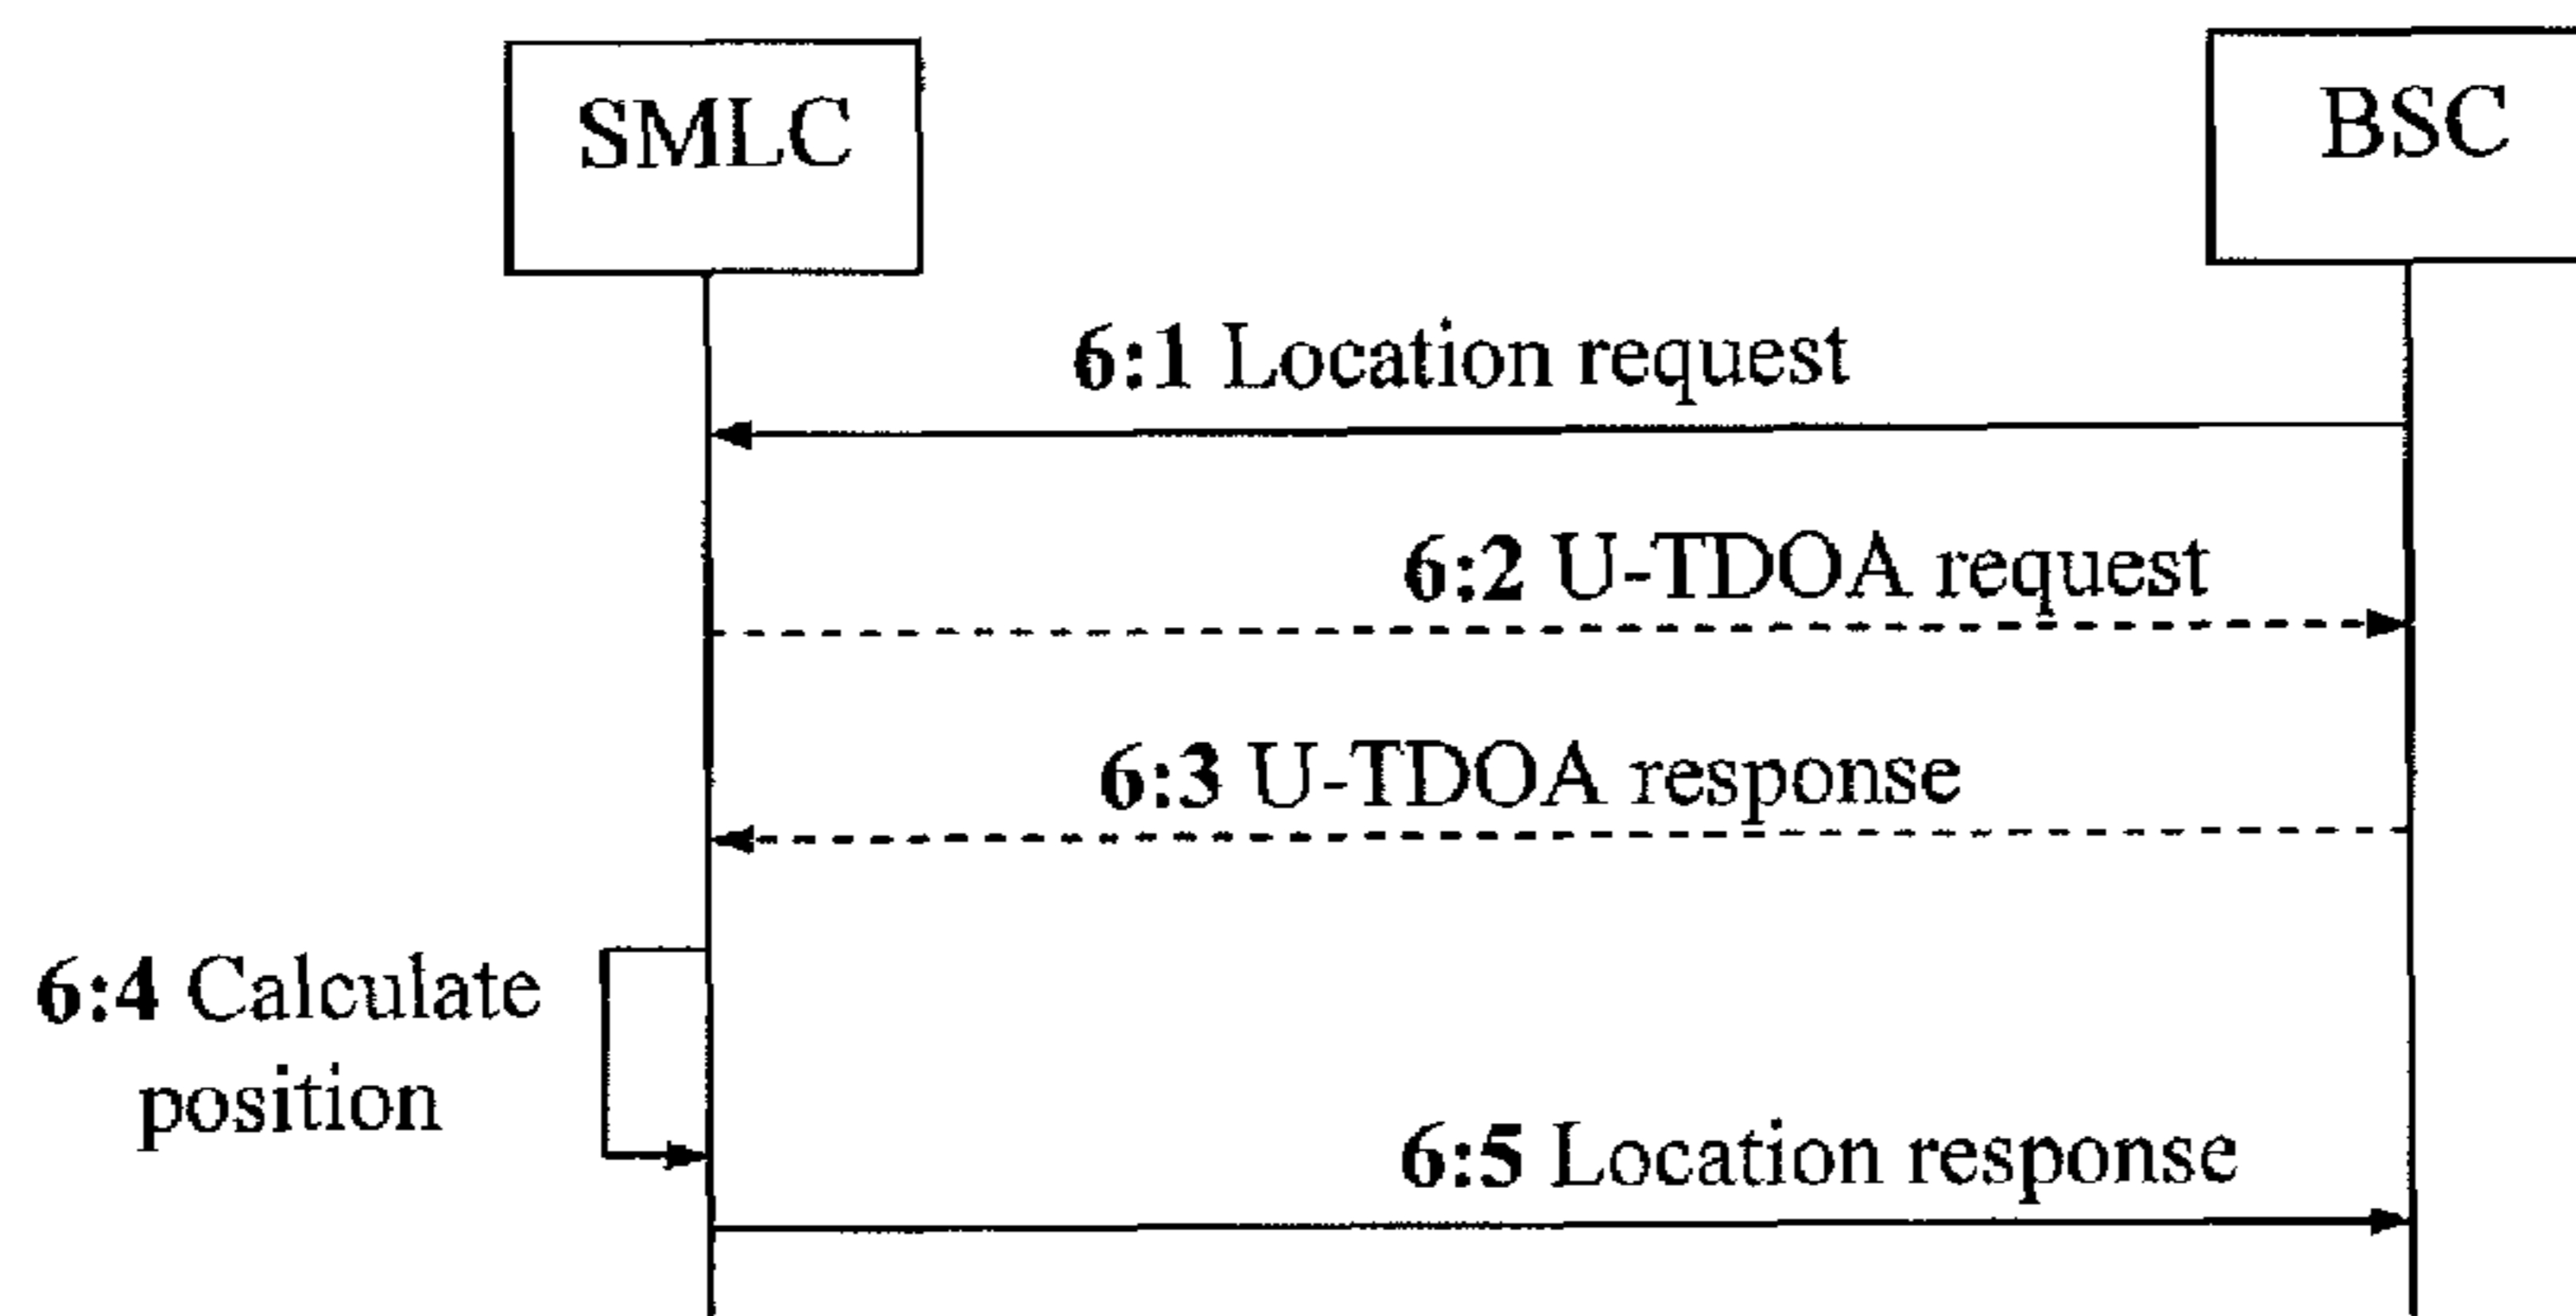 SMLC
BSC
6:1 Location request
6:2 U-TDOA request
6:3 U-TDOA response
6:4 Calculate
position
6:5 Location response